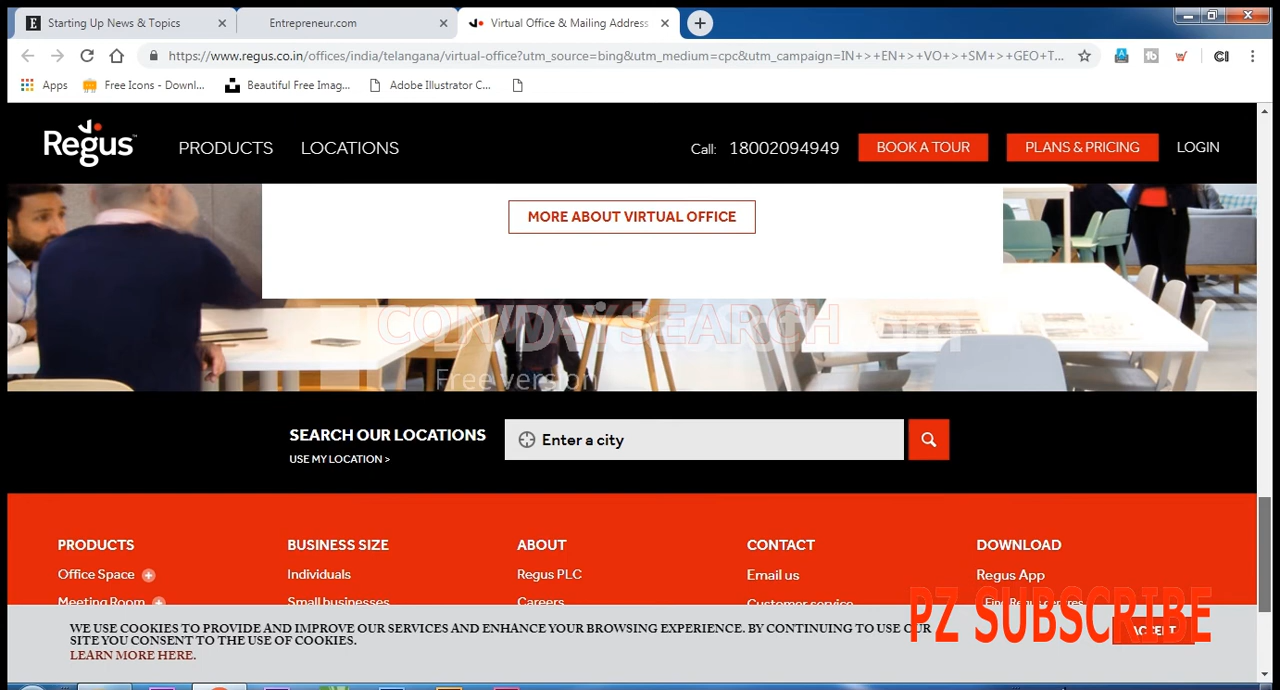 Starting Up News & Topics
Entrepreneur.com
Virtual Office & Mailing Address
https://www.regus.co.in/offices/india/telangana/virtual-office?utm_source=bing&utm_medium=cpc&utm_campaign=IN+>+EN+>+VO+>+SM+>+GEO+T...
Apps
Free Icons - Downl...
Beautiful Free Imag...
Adobe Illustrator C...
Regus
PRODUCTS
LOCATIONS
Call: 18002094949
BOOK A TOUR
PLANS & PRICING
LOGIN
MORE ABOUT VIRTUAL OFFICE
Free version
SEARCH OUR LOCATIONS
USE MY LOCATION >
Enter a city
PRODUCTS
BUSINESS SIZE
ABOUT
CONTACT
DOWNLOAD
Office Space
Individuals
Regus PLC
Email us
Regus App
Meeting Room
Small businesses
Careers
Customer service
Find Regus centres
WE USE COOKIES TO PROVIDE AND IMPROVE OUR SERVICES AND ENHANCE YOUR BROWSING EXPERIENCE. BY CONTINUING TO USE OUR
SITE YOU CONSENT TO THE USE OF COOKIES.
LEARN MORE HERE.
ACCEPT
PZ SUBSCRIBE